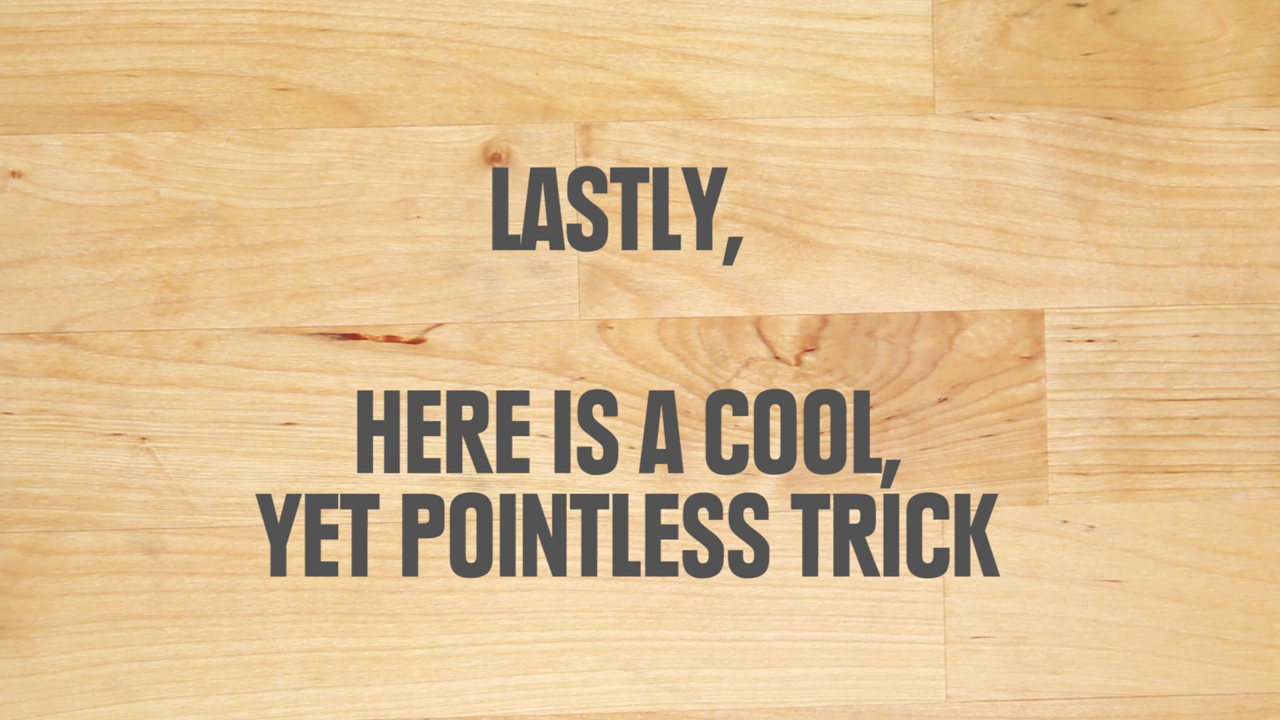 LASTLY,
HERE IS A COOL,
YET POINTLESS TRICK